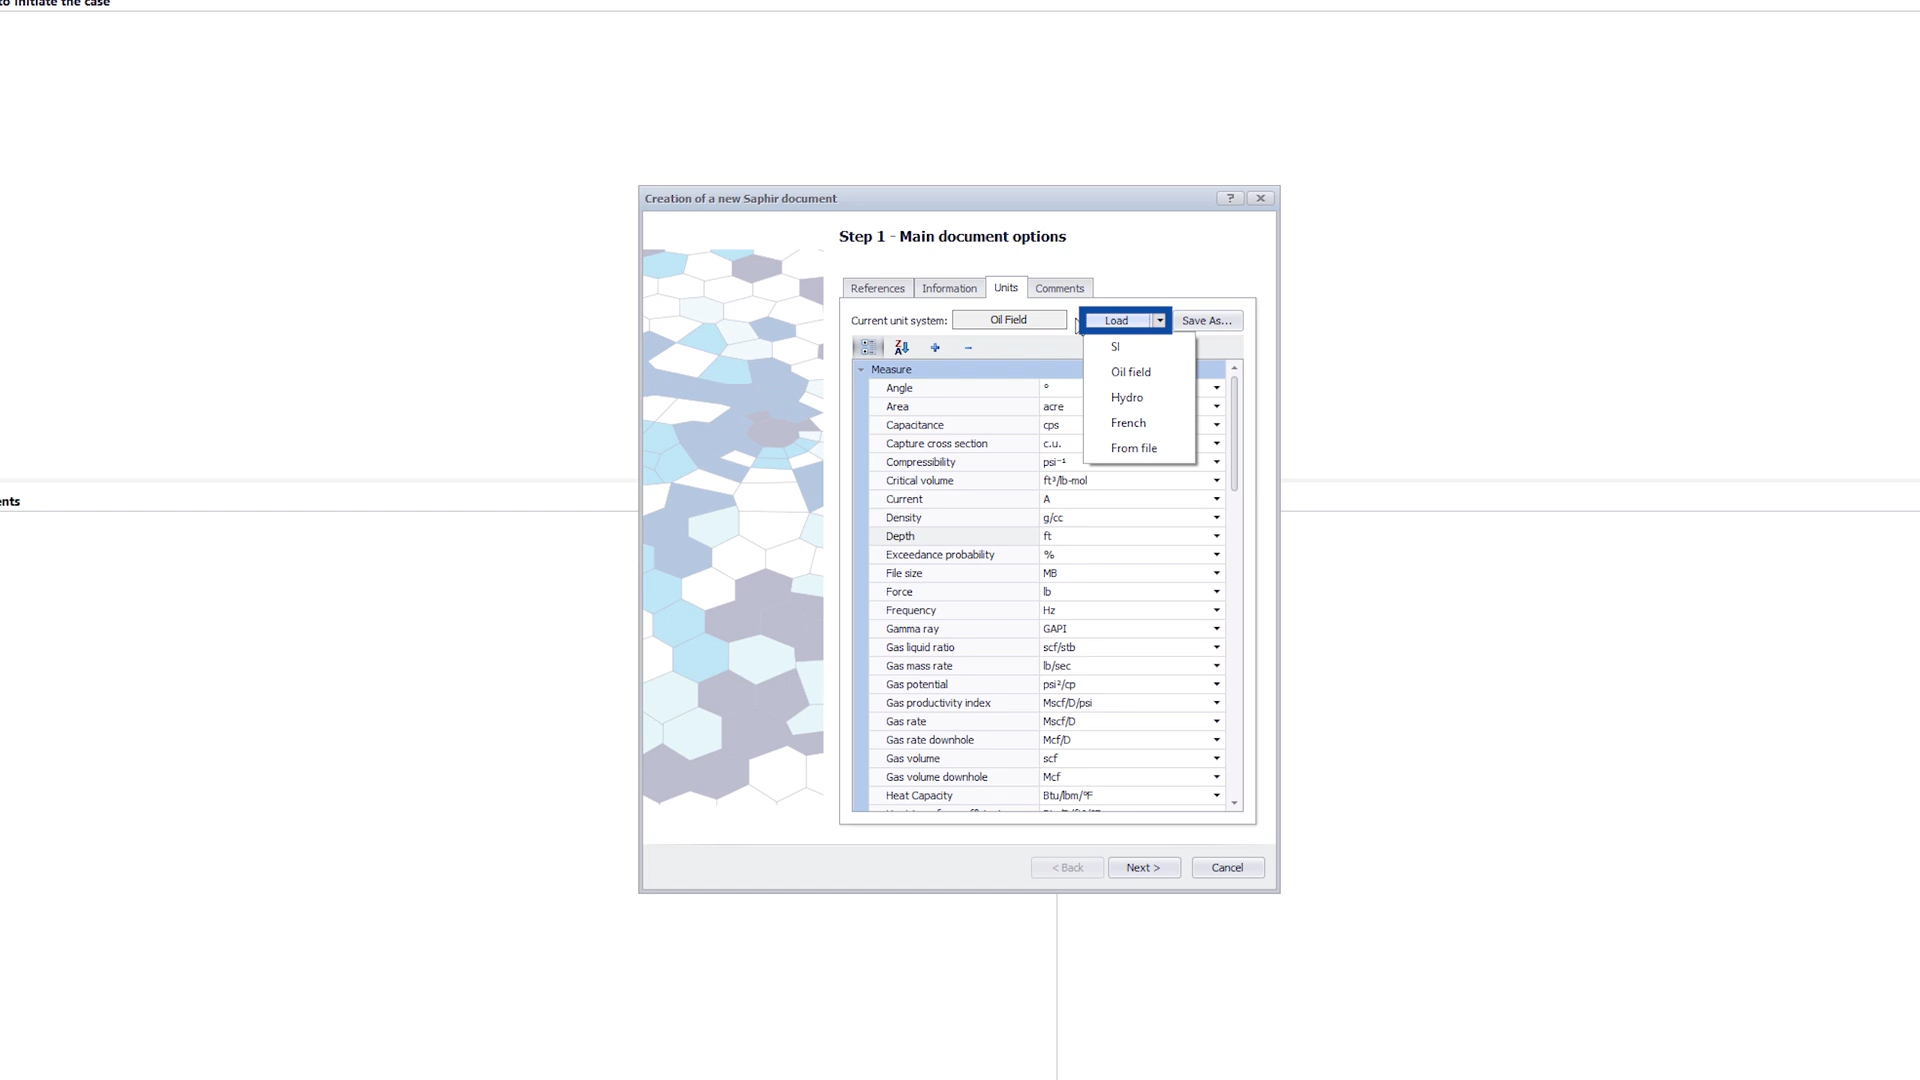 to initiate the case
Creation of a new Saphir document
?
Step 1 - Main document options
References Information Units Comments
Current unit system: Oil Field Load Save As...
SI
Oil field
Hydro
French
From file
Measure
Angle °
Area acre
Capacitance cps
Capture cross section c.u.
Compressibility psi⁻¹
Critical volume ft³/lb-mol
Current A
Density g/cc
Depth ft
Exceedance probability %
File size MB
Force lb
Frequency Hz
Gamma ray GAPI
Gas liquid ratio scf/stb
Gas mass rate lb/sec
Gas potential psi²/cp
Gas productivity index Mscf/D/psi
Gas rate Mscf/D
Gas rate downhole Mcf/D
Gas volume scf
Gas volume downhole Mcf
Heat Capacity Btu/lbm/°F
< Back Next > Cancel
ents